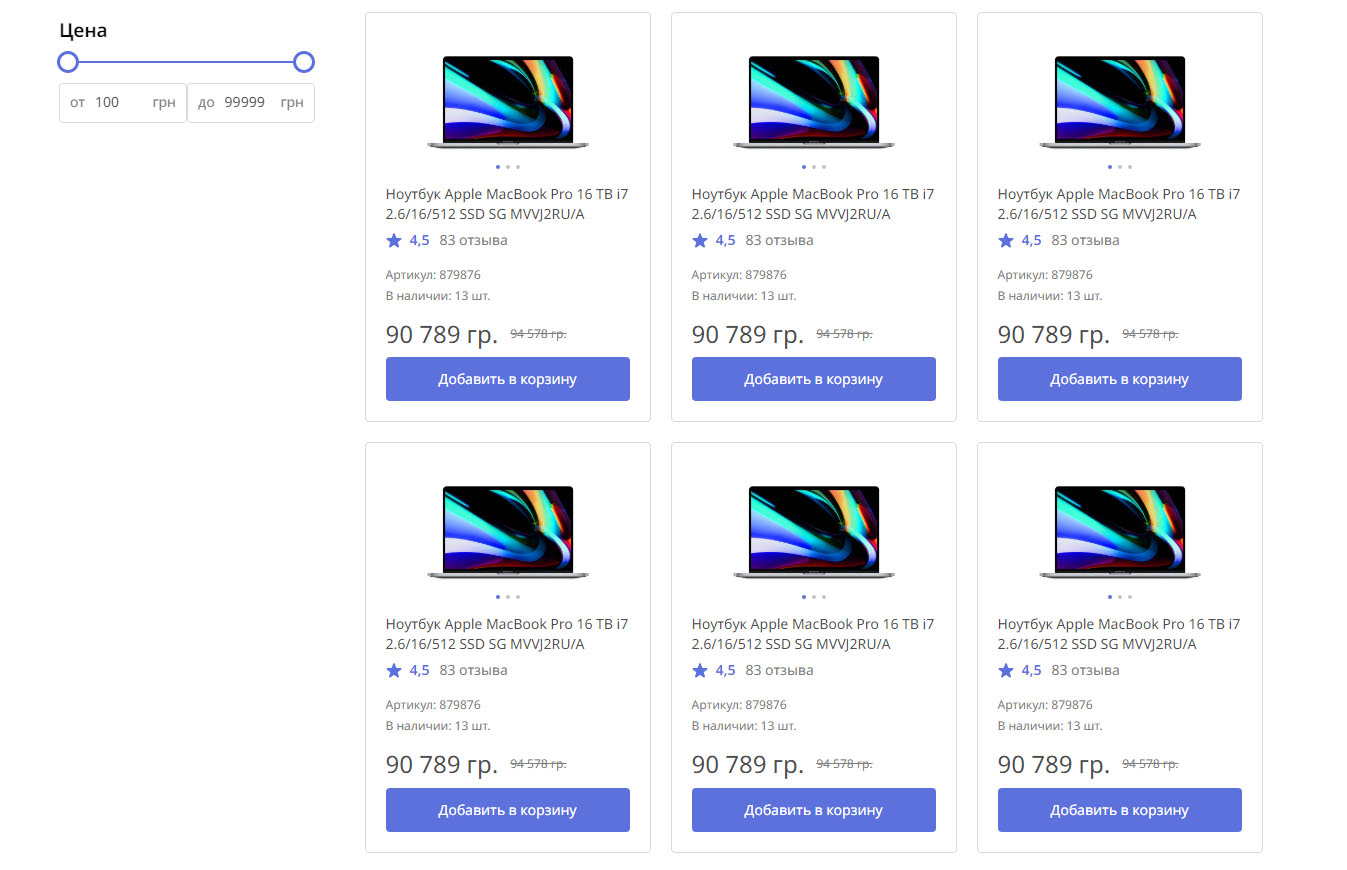 Цена
от 100 грн до 99999 грн
Ноутбук Apple MacBook Pro 16 TB i7
2.6/16/512 SSD SG MVVJ2RU/A
4,5 83 отзыва
Артикул: 879876
В наличии: 13 шт.
90 789 гр. 94 578 гр.
Добавить в корзину
Ноутбук Apple MacBook Pro 16 TB i7
2.6/16/512 SSD SG MVVJ2RU/A
4,5 83 отзыва
Артикул: 879876
В наличии: 13 шт.
90 789 гр. 94 578 гр.
Добавить в корзину
Ноутбук Apple MacBook Pro 16 TB i7
2.6/16/512 SSD SG MVVJ2RU/A
4,5 83 отзыва
Артикул: 879876
В наличии: 13 шт.
90 789 гр. 94 578 гр.
Добавить в корзину
Ноутбук Apple MacBook Pro 16 TB i7
2.6/16/512 SSD SG MVVJ2RU/A
4,5 83 отзыва
Артикул: 879876
В наличии: 13 шт.
90 789 гр. 94 578 гр.
Добавить в корзину
Ноутбук Apple MacBook Pro 16 TB i7
2.6/16/512 SSD SG MVVJ2RU/A
4,5 83 отзыва
Артикул: 879876
В наличии: 13 шт.
90 789 гр. 94 578 гр.
Добавить в корзину
Ноутбук Apple MacBook Pro 16 TB i7
2.6/16/512 SSD SG MVVJ2RU/A
4,5 83 отзыва
Артикул: 879876
В наличии: 13 шт.
90 789 гр. 94 578 гр.
Добавить в корзину